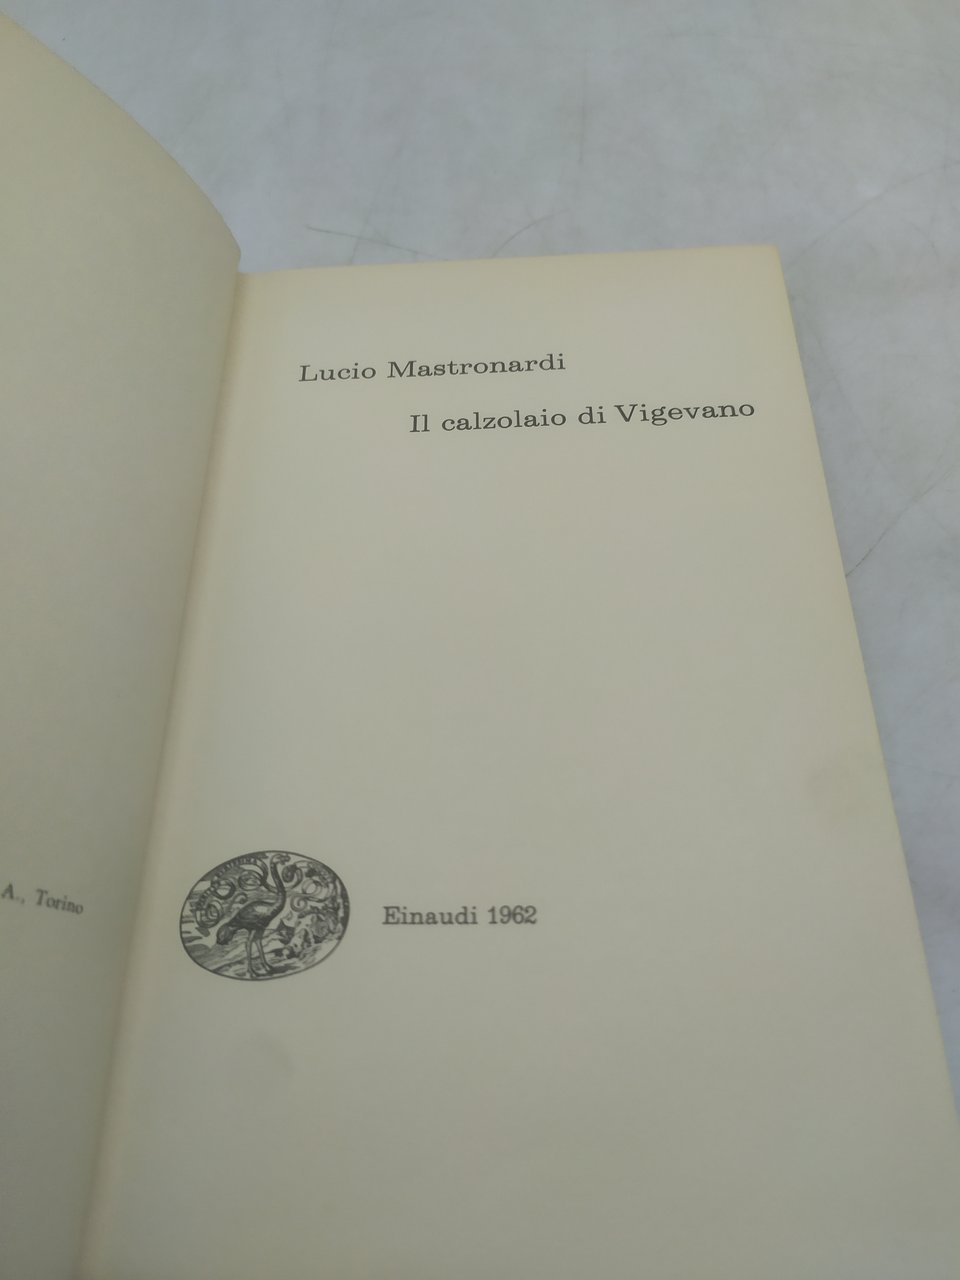 A., Torino
Lucio Mastronardi
Il calzolaio di Vigevano
Einaudi 1962